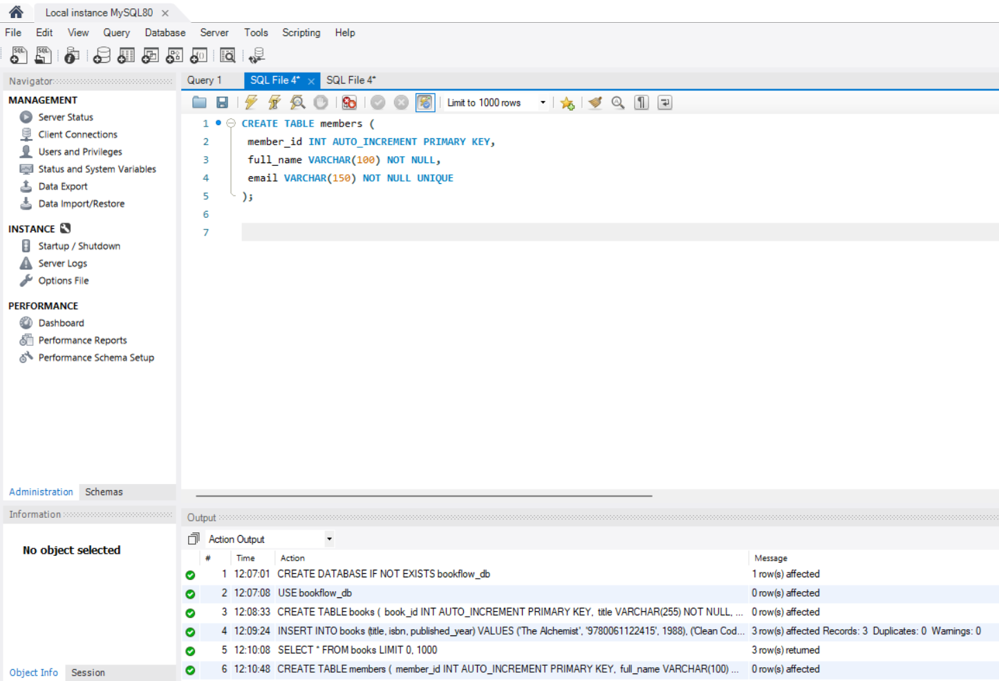 Local instance MySQL80
File Edit View Query Database Server Tools Scripting Help
Navigator
MANAGEMENT
Server Status
Client Connections
Users and Privileges
Status and System Variables
Data Export
Data Import/Restore
INSTANCE
Startup / Shutdown
Server Logs
Options File
PERFORMANCE
Dashboard
Performance Reports
Performance Schema Setup
Administration Schemas
Information
No object selected
Object Info Session
Query 1 SQL File 4* SQL File 4*
Limit to 1000 rows
1 CREATE TABLE members (
2 member_id INT AUTO_INCREMENT PRIMARY KEY,
3 full_name VARCHAR(100) NOT NULL,
4 email VARCHAR(150) NOT NULL UNIQUE
5 );
6
7
Output
Action Output
# Time Action Message
1 12:07:01 CREATE DATABASE IF NOT EXISTS bookflow_db 1 row(s) affected
2 12:07:08 USE bookflow_db 0 row(s) affected
3 12:08:33 CREATE TABLE books ( book_id INT AUTO_INCREMENT PRIMARY KEY, title VARCHAR(255) NOT NULL, ... 0 row(s) affected
4 12:09:24 INSERT INTO books (title, isbn, published_year) VALUES ('The Alchemist', '9780061122415', 1988), ('Clean Cod... 3 row(s) affected Records: 3 Duplicates: 0 Warnings: 0
5 12:10:08 SELECT * FROM books LIMIT 0, 1000 3 row(s) returned
6 12:10:48 CREATE TABLE members ( member_id INT AUTO_INCREMENT PRIMARY KEY, full_name VARCHAR(100) ... 0 row(s) affected